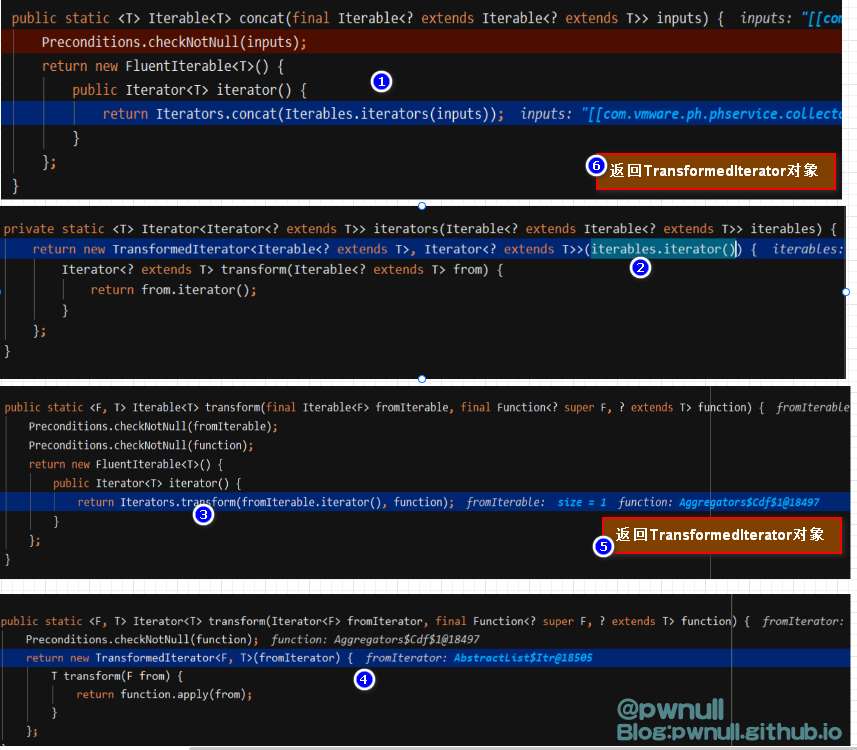 public static <T> Iterable<T> concat(final Iterable<? extends Iterable<? extends T>> inputs) {  inputs: "[[com
Preconditions.checkNotNull(inputs);
return new FluentIterable<T>() {
1
public Iterator<T> iterator() {
return Iterators.concat(Iterables.iterators(inputs));  inputs: "[[com.vmware.ph.phservice.collecto
}
};
6 返回TransformedIterator对象
}
private static <T> Iterator<Iterator<? extends T>> iterators(Iterable<? extends Iterable<? extends T>> iterables) {
return new TransformedIterator<Iterable<? extends T>, Iterator<? extends T>>(iterables.iterator()) {  iterables:
2
Iterator<? extends T> transform(Iterable<? extends T> from) {
return from.iterator();
}
};
}
public static <F, T> Iterable<T> transform(final Iterable<F> fromIterable, final Function<? super F, ? extends T> function) {  fromIterable
Preconditions.checkNotNull(fromIterable);
Preconditions.checkNotNull(function);
return new FluentIterable<T>() {
public Iterator<T> iterator() {
return Iterators.transform(fromIterable.iterator(), function);  fromIterable:  size = 1  function: Aggregators$Cdf$1@18497
3
}
5 返回TransformedIterator对象
};
}
public static <F, T> Iterator<T> transform(Iterator<F> fromIterator, final Function<? super F, ? extends T> function) {  fromIterator:
Preconditions.checkNotNull(function);  function: Aggregators$Cdf$1@18497
return new TransformedIterator<F, T>(fromIterator) {  fromIterator: AbstractList$Itr@18505
4
T transform(F from) {
return function.apply(from);
}
};
@pwnull
Blog:pwnull.github.io